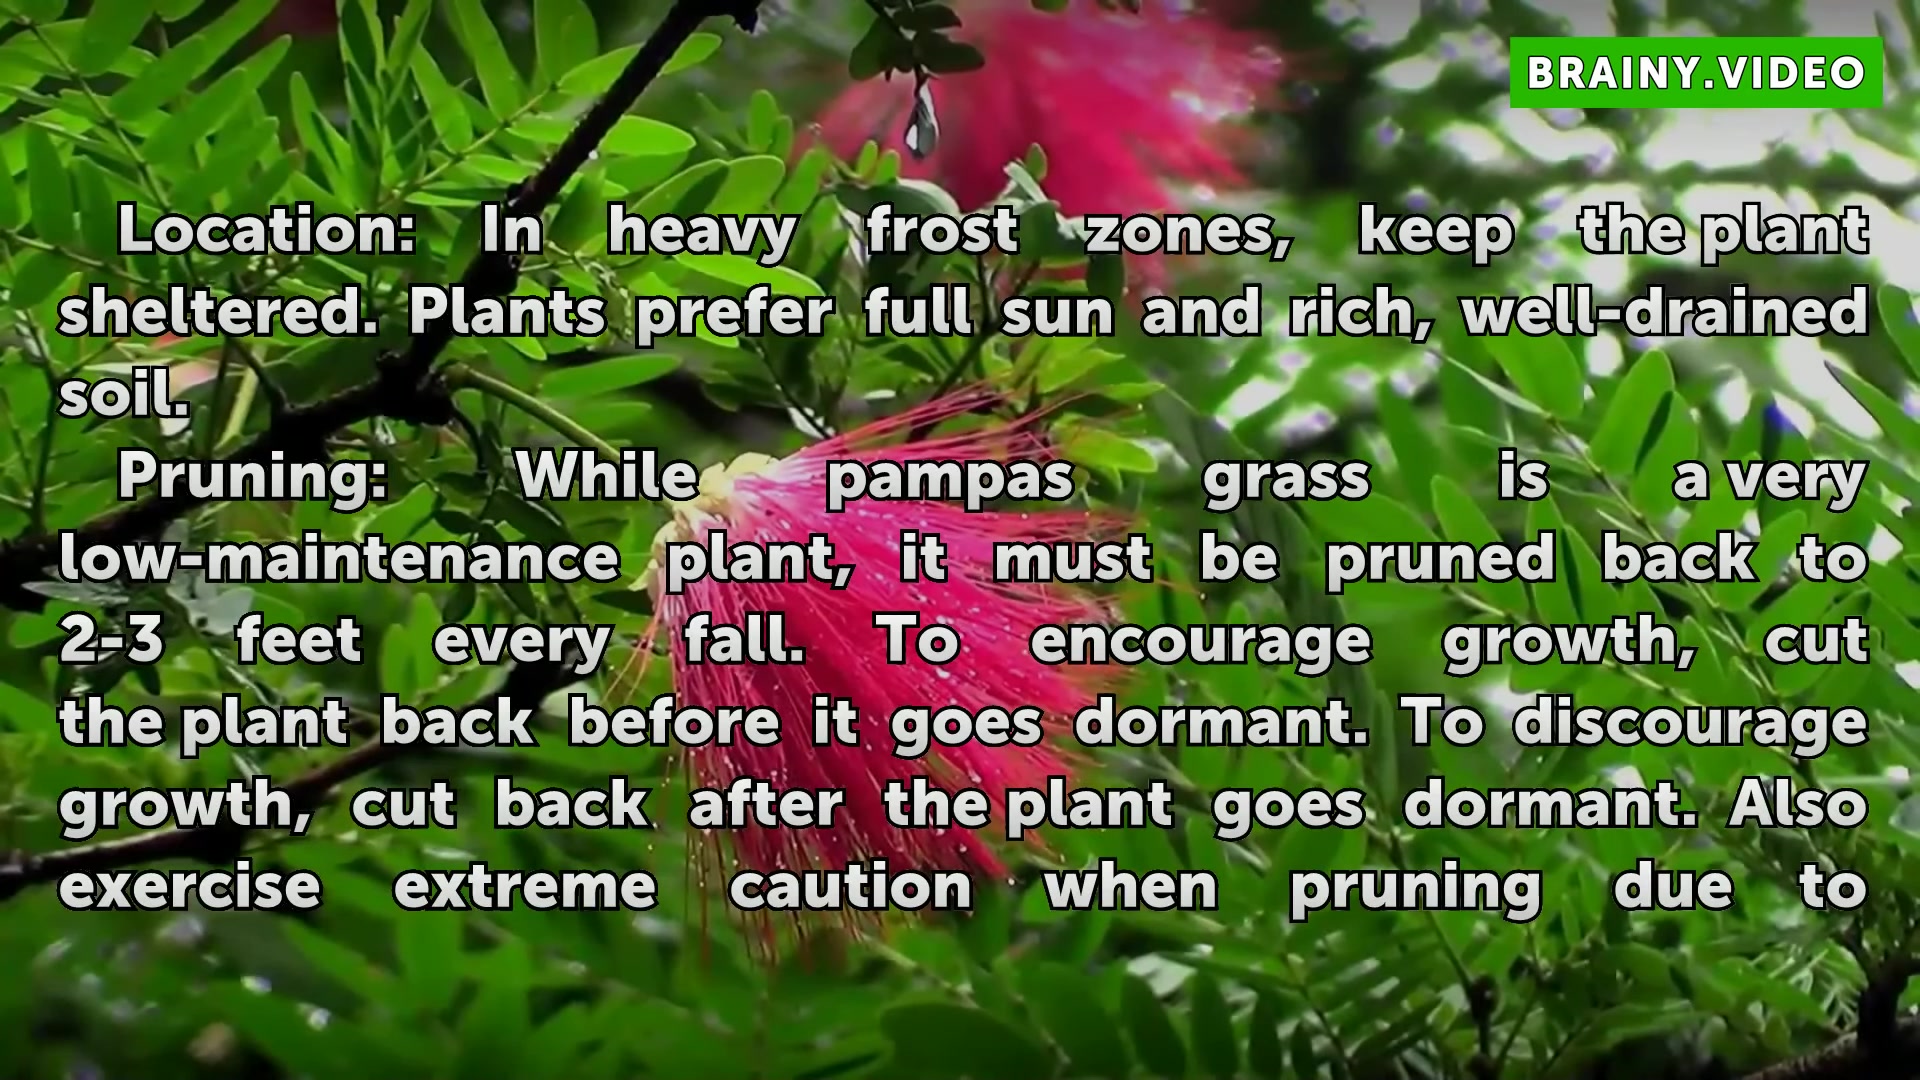 BRAINY.VIDEO
Location: In heavy frost zones, keep the plant
sheltered. Plants prefer full sun and rich, well-drained
soil.
Pruning: While pampas grass is a very
low-maintenance plant, it must be pruned back to
2-3 feet every fall. To encourage growth, cut
the plant back before it goes dormant. To discourage
growth, cut back after the plant goes dormant. Also
exercise extreme caution when pruning due to